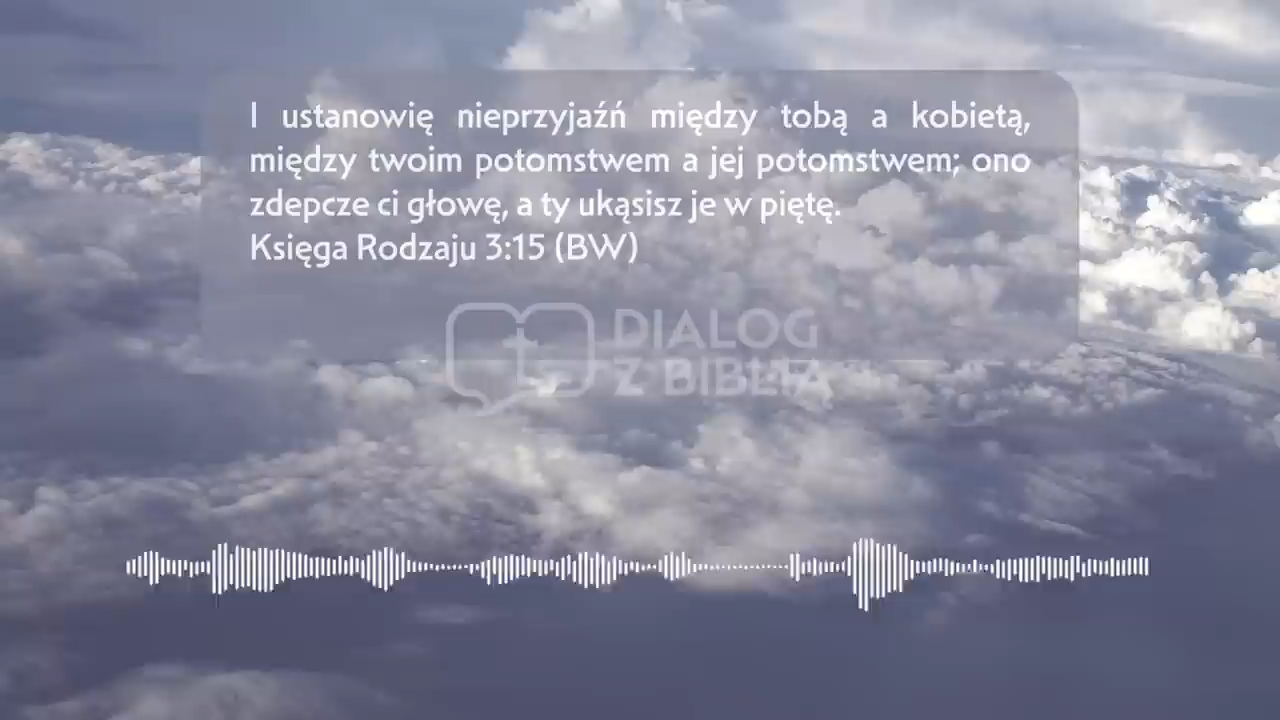 I ustanowię nieprzyjaźń między tobą a kobietą,
między twoim potomstwem a jej potomstwem; ono
zdepcze ci głowę, a ty ukąsisz je w piętę.
Księga Rodzaju 3:15 (BW)
DIALOG
Z BIBLIĄ